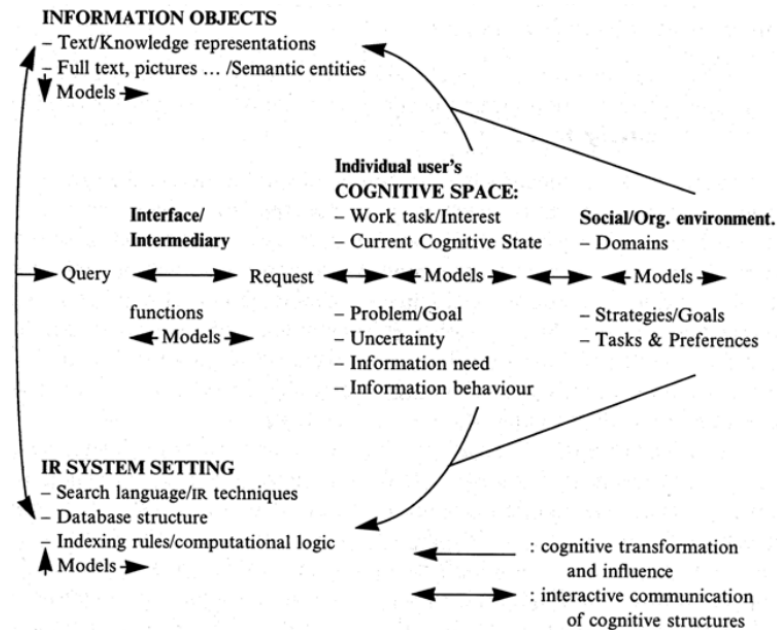 INFORMATION OBJECTS
– Text/Knowledge representations
– Full text, pictures ... /Semantic entities
Models
Individual user's
COGNITIVE SPACE:
– Work task/Interest
– Current Cognitive State
Models
– Problem/Goal
– Uncertainty
– Information need
– Information behaviour
Interface/
Intermediary
Query
Request
functions
Models
Social/Org. environment.
– Domains
Models
– Strategies/Goals
– Tasks & Preferences
IR SYSTEM SETTING
– Search language/IR techniques
– Database structure
– Indexing rules/computational logic
Models
: cognitive transformation
and influence
: interactive communication
of cognitive structures